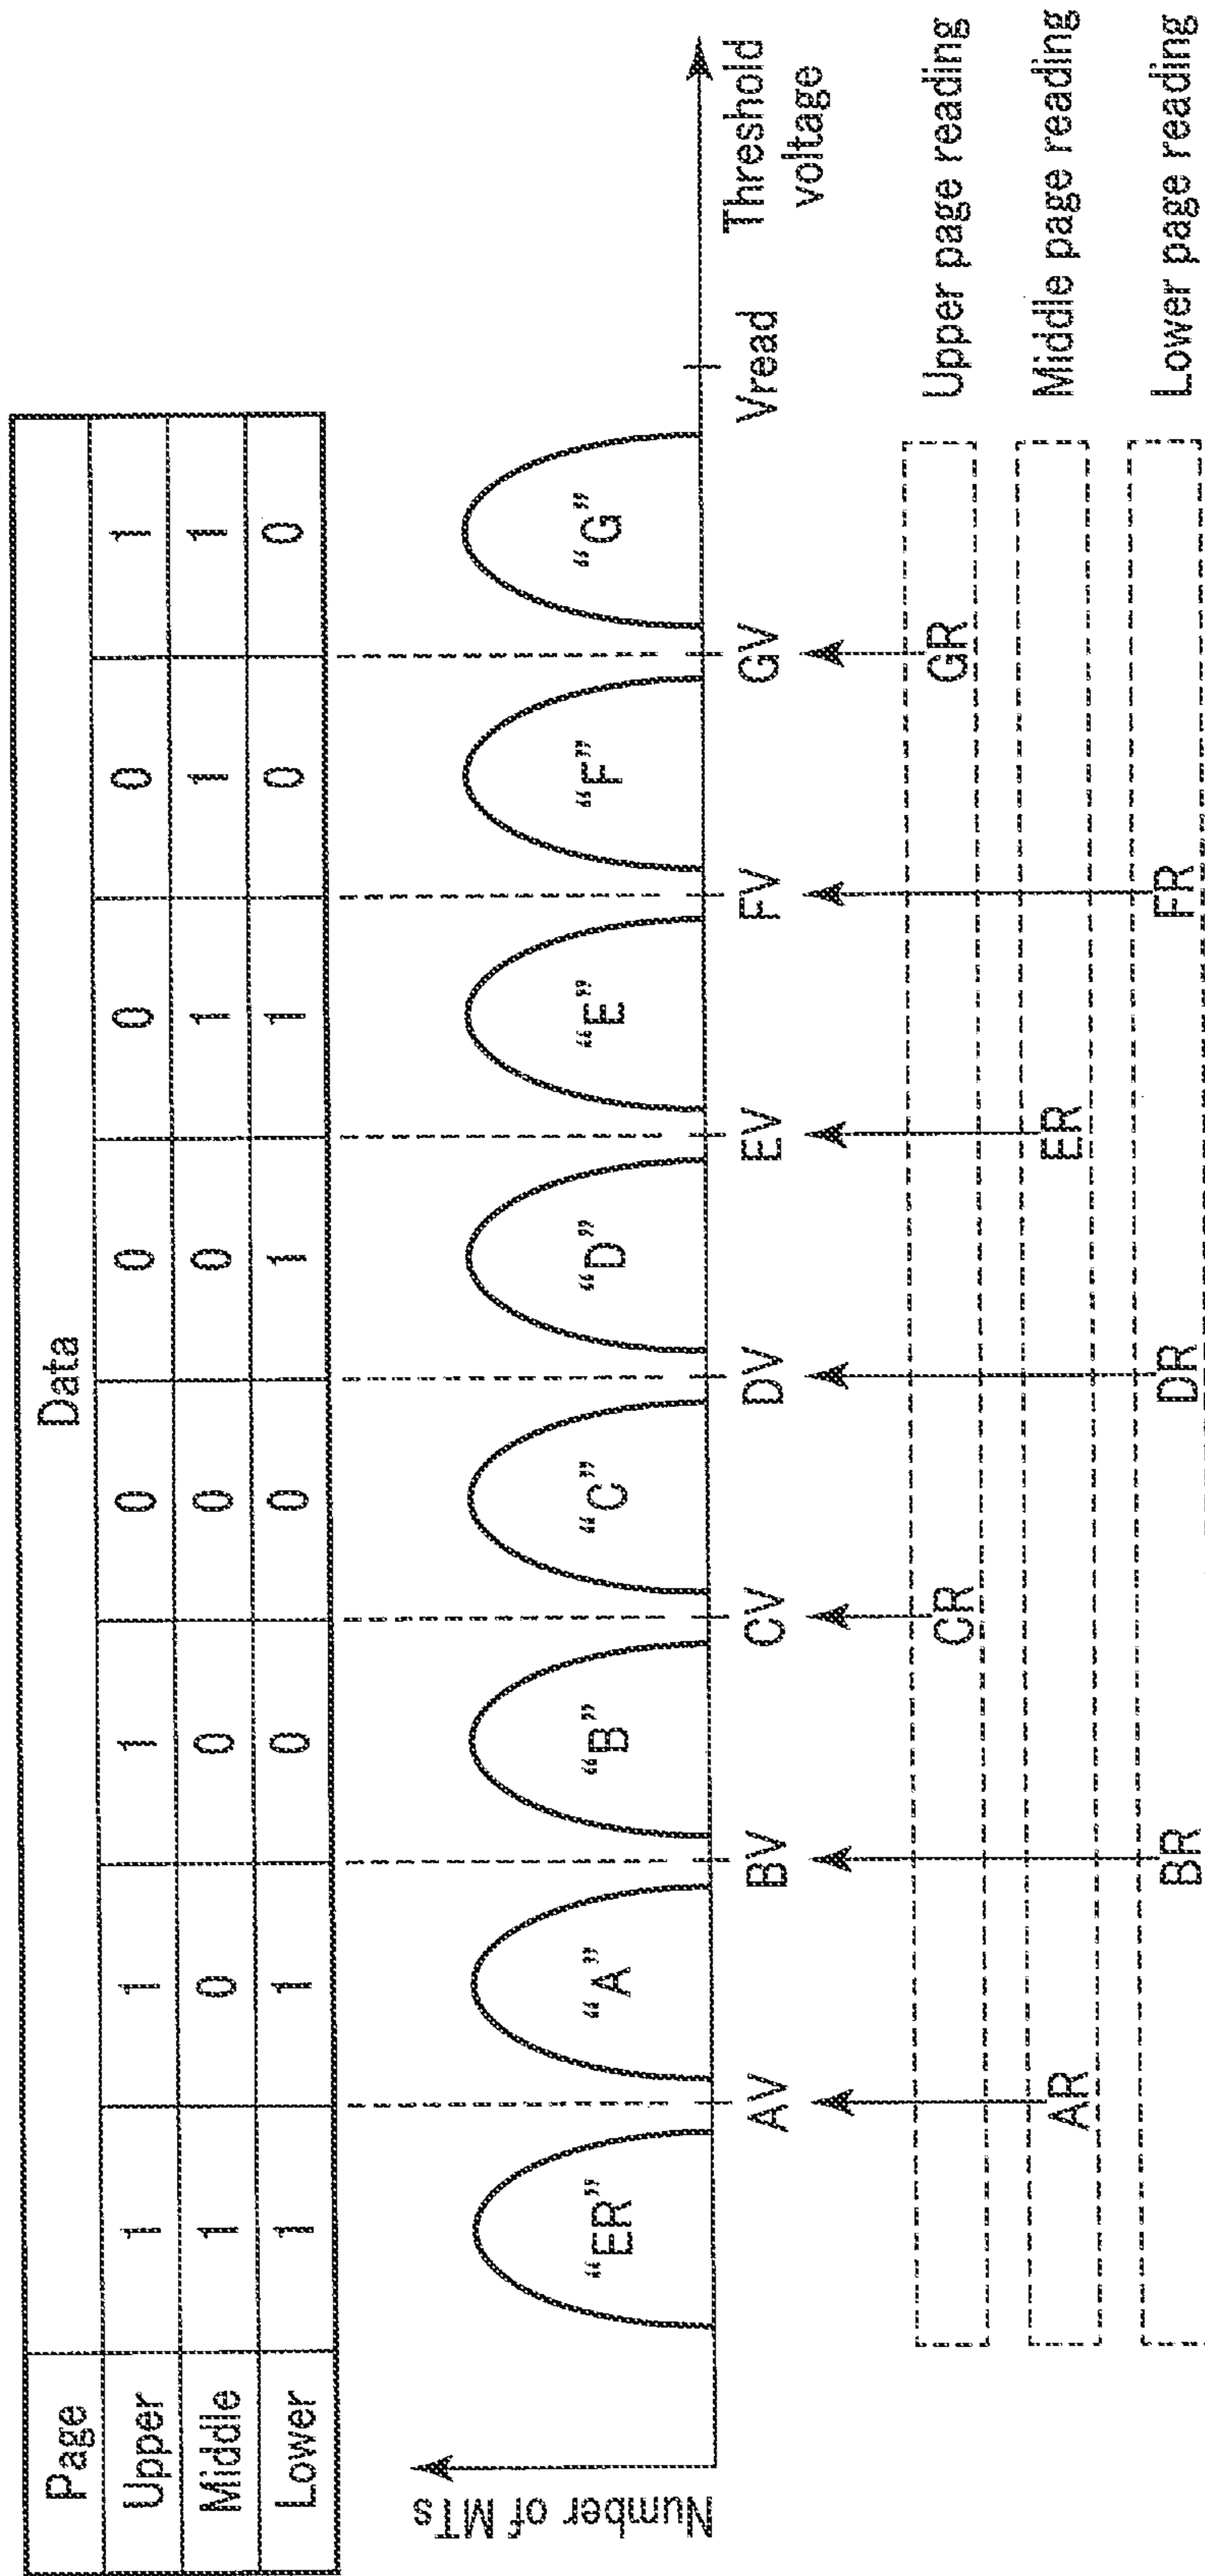 Data
Page
Upper 1 1 1 0 0 0 0 1
Middle 1 0 0 0 0 1 1 1
Lower 1 1 0 0 1 1 0 0
Number of MTs
“ER” “A” “B” “C” “D” “E” “F” “G”
AV BV CV DV EV FV GV Vread
Threshold
voltage
CR GR Upper page reading
AR ER Middle page reading
BR DR FR Lower page reading